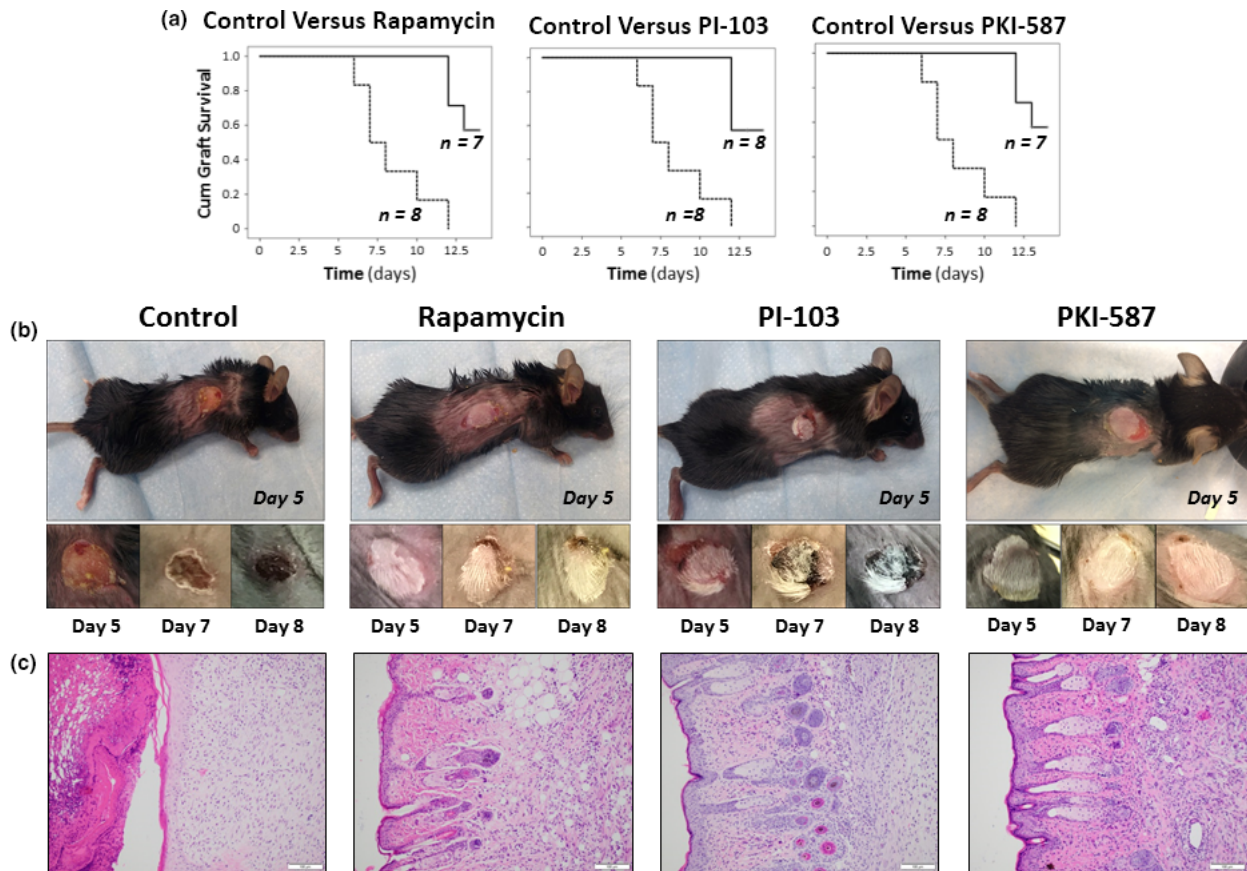 (a) Control Versus Rapamycin Control Versus PI-103 Control Versus PKI-587
Cum Graft Survival
1.0
0.8
0.6
0.4
0.2
0
n = 7
n = 8
n = 8
n =8
n = 7
n = 8
0 2.5 5 7.5 10 12.5
0 2.5 5 7.5 10 12.5
0 2.5 5 7.5 10 12.5
Time (days) Time (days) Time (days)
(b) Control Rapamycin PI-103 PKI-587
Day 5 Day 5 Day 5 Day 5
Day 5 Day 7 Day 8 Day 5 Day 7 Day 8 Day 5 Day 7 Day 8 Day 5 Day 7 Day 8
(c)